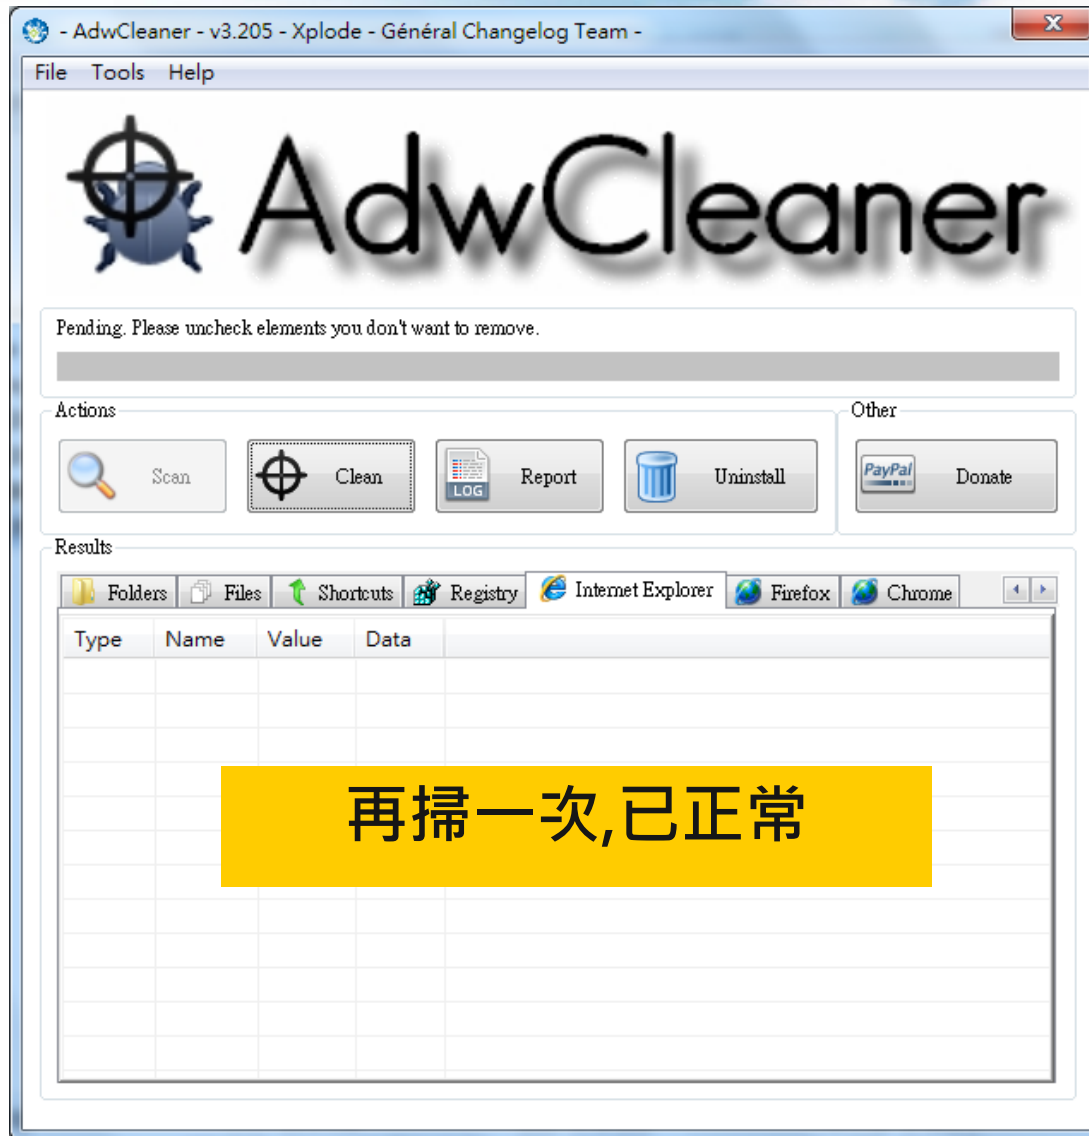 - AdwCleaner - v3.205 - Xplode - Général Changelog Team -
File Tools Help
AdwCleaner
Pending. Please uncheck elements you don't want to remove.
Actions
Other
Scan Clean LOG Report Uninstall PayPal Donate
Results
Folders Files Shortcuts Registry Internet Explorer Firefox Chrome
Type Name Value Data
再掃一次,已正常